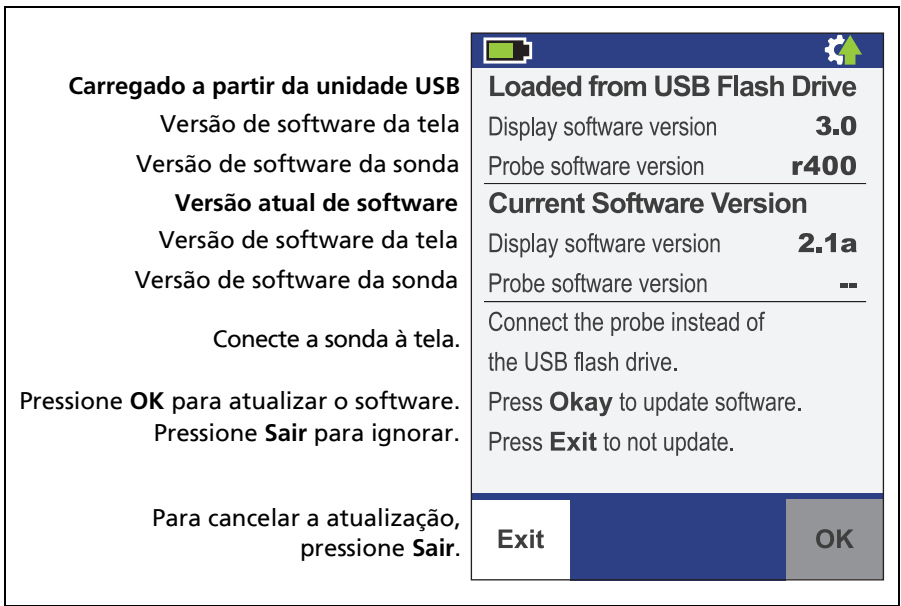 Carregado a partir da unidade USB
Versão de software da tela
Versão de software da sonda
Versão atual de software
Versão de software da tela
Versão de software da sonda
Conecte a sonda à tela.
Pressione OK para atualizar o software.
Pressione Sair para ignorar.
Para cancelar a atualização,
pressione Sair.
Loaded from USB Flash Drive
Display software version 3.0
Probe software version r400
Current Software Version
Display software version 2.1a
Probe software version --
Connect the probe instead of
the USB flash drive.
Press Okay to update software.
Press Exit to not update.
Exit OK